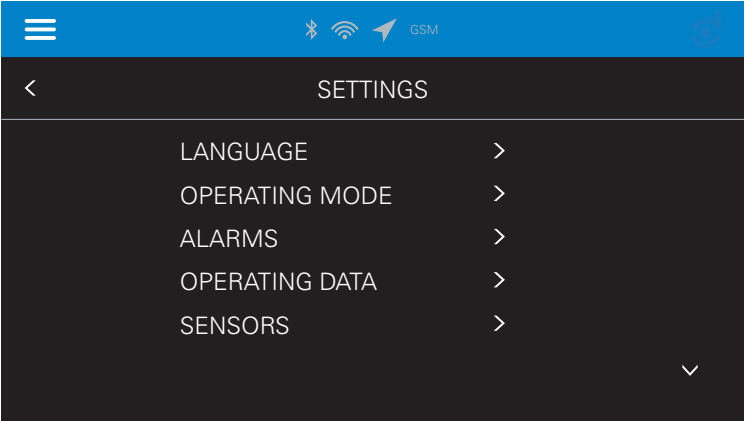 GSM
SETTINGS
LANGUAGE
OPERATING MODE
ALARMS
OPERATING DATA
SENSORS